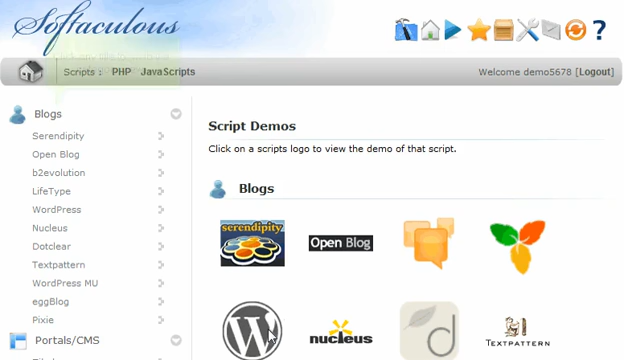 Softaculous
?
Scripts : PHP JavaScripts
Welcome demo5678 [Logout]
Blogs
Serendipity
Open Blog
b2evolution
LifeType
WordPress
Nucleus
Dotclear
Textpattern
WordPress MU
eggBlog
Pixie
Portals/CMS
Script Demos
Click on a scripts logo to view the demo of that script.
Blogs
serendipity
Open Blog
W
nucleus
d
TEXTPATTERN